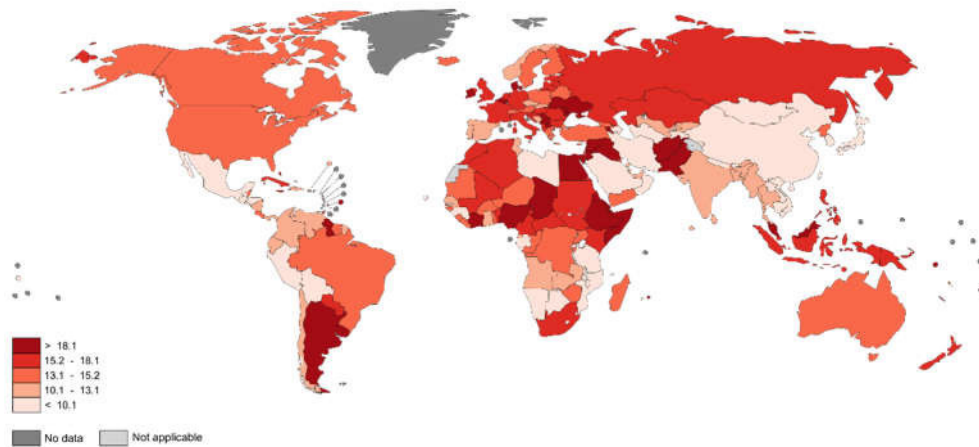 > 18.1
15.2 - 18.1
13.1 - 15.2
10.1 - 13.1
< 10.1
No data
Not applicable